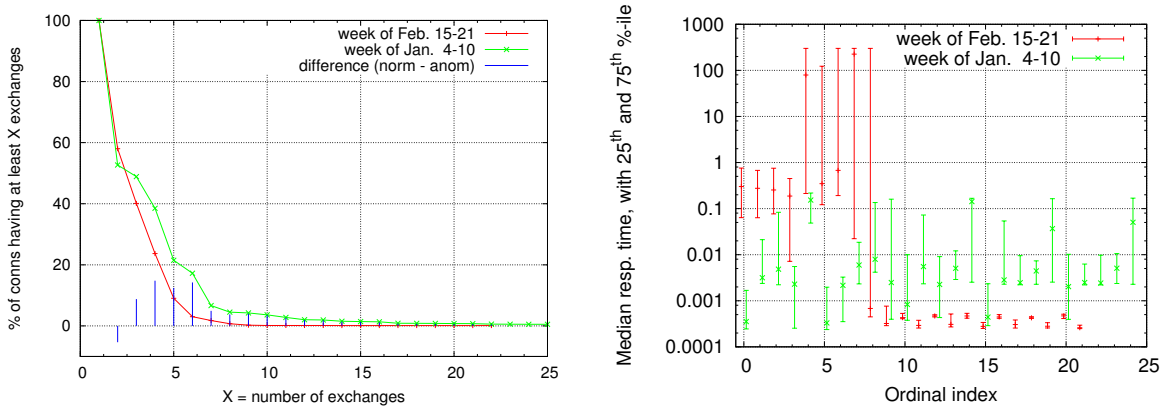 % of conns having at least X exchanges
100
80
60
40
20
0
week of Feb. 15-21
week of Jan.  4-10
difference (norm - anom)
0
5
10
15
20
25
X = number of exchanges
Median resp. time, with 25th and 75th %-ile
1000
100
10
1
0.1
0.01
0.001
0.0001
week of Feb. 15-21
week of Jan.  4-10
0
5
10
15
20
25
Ordinal index